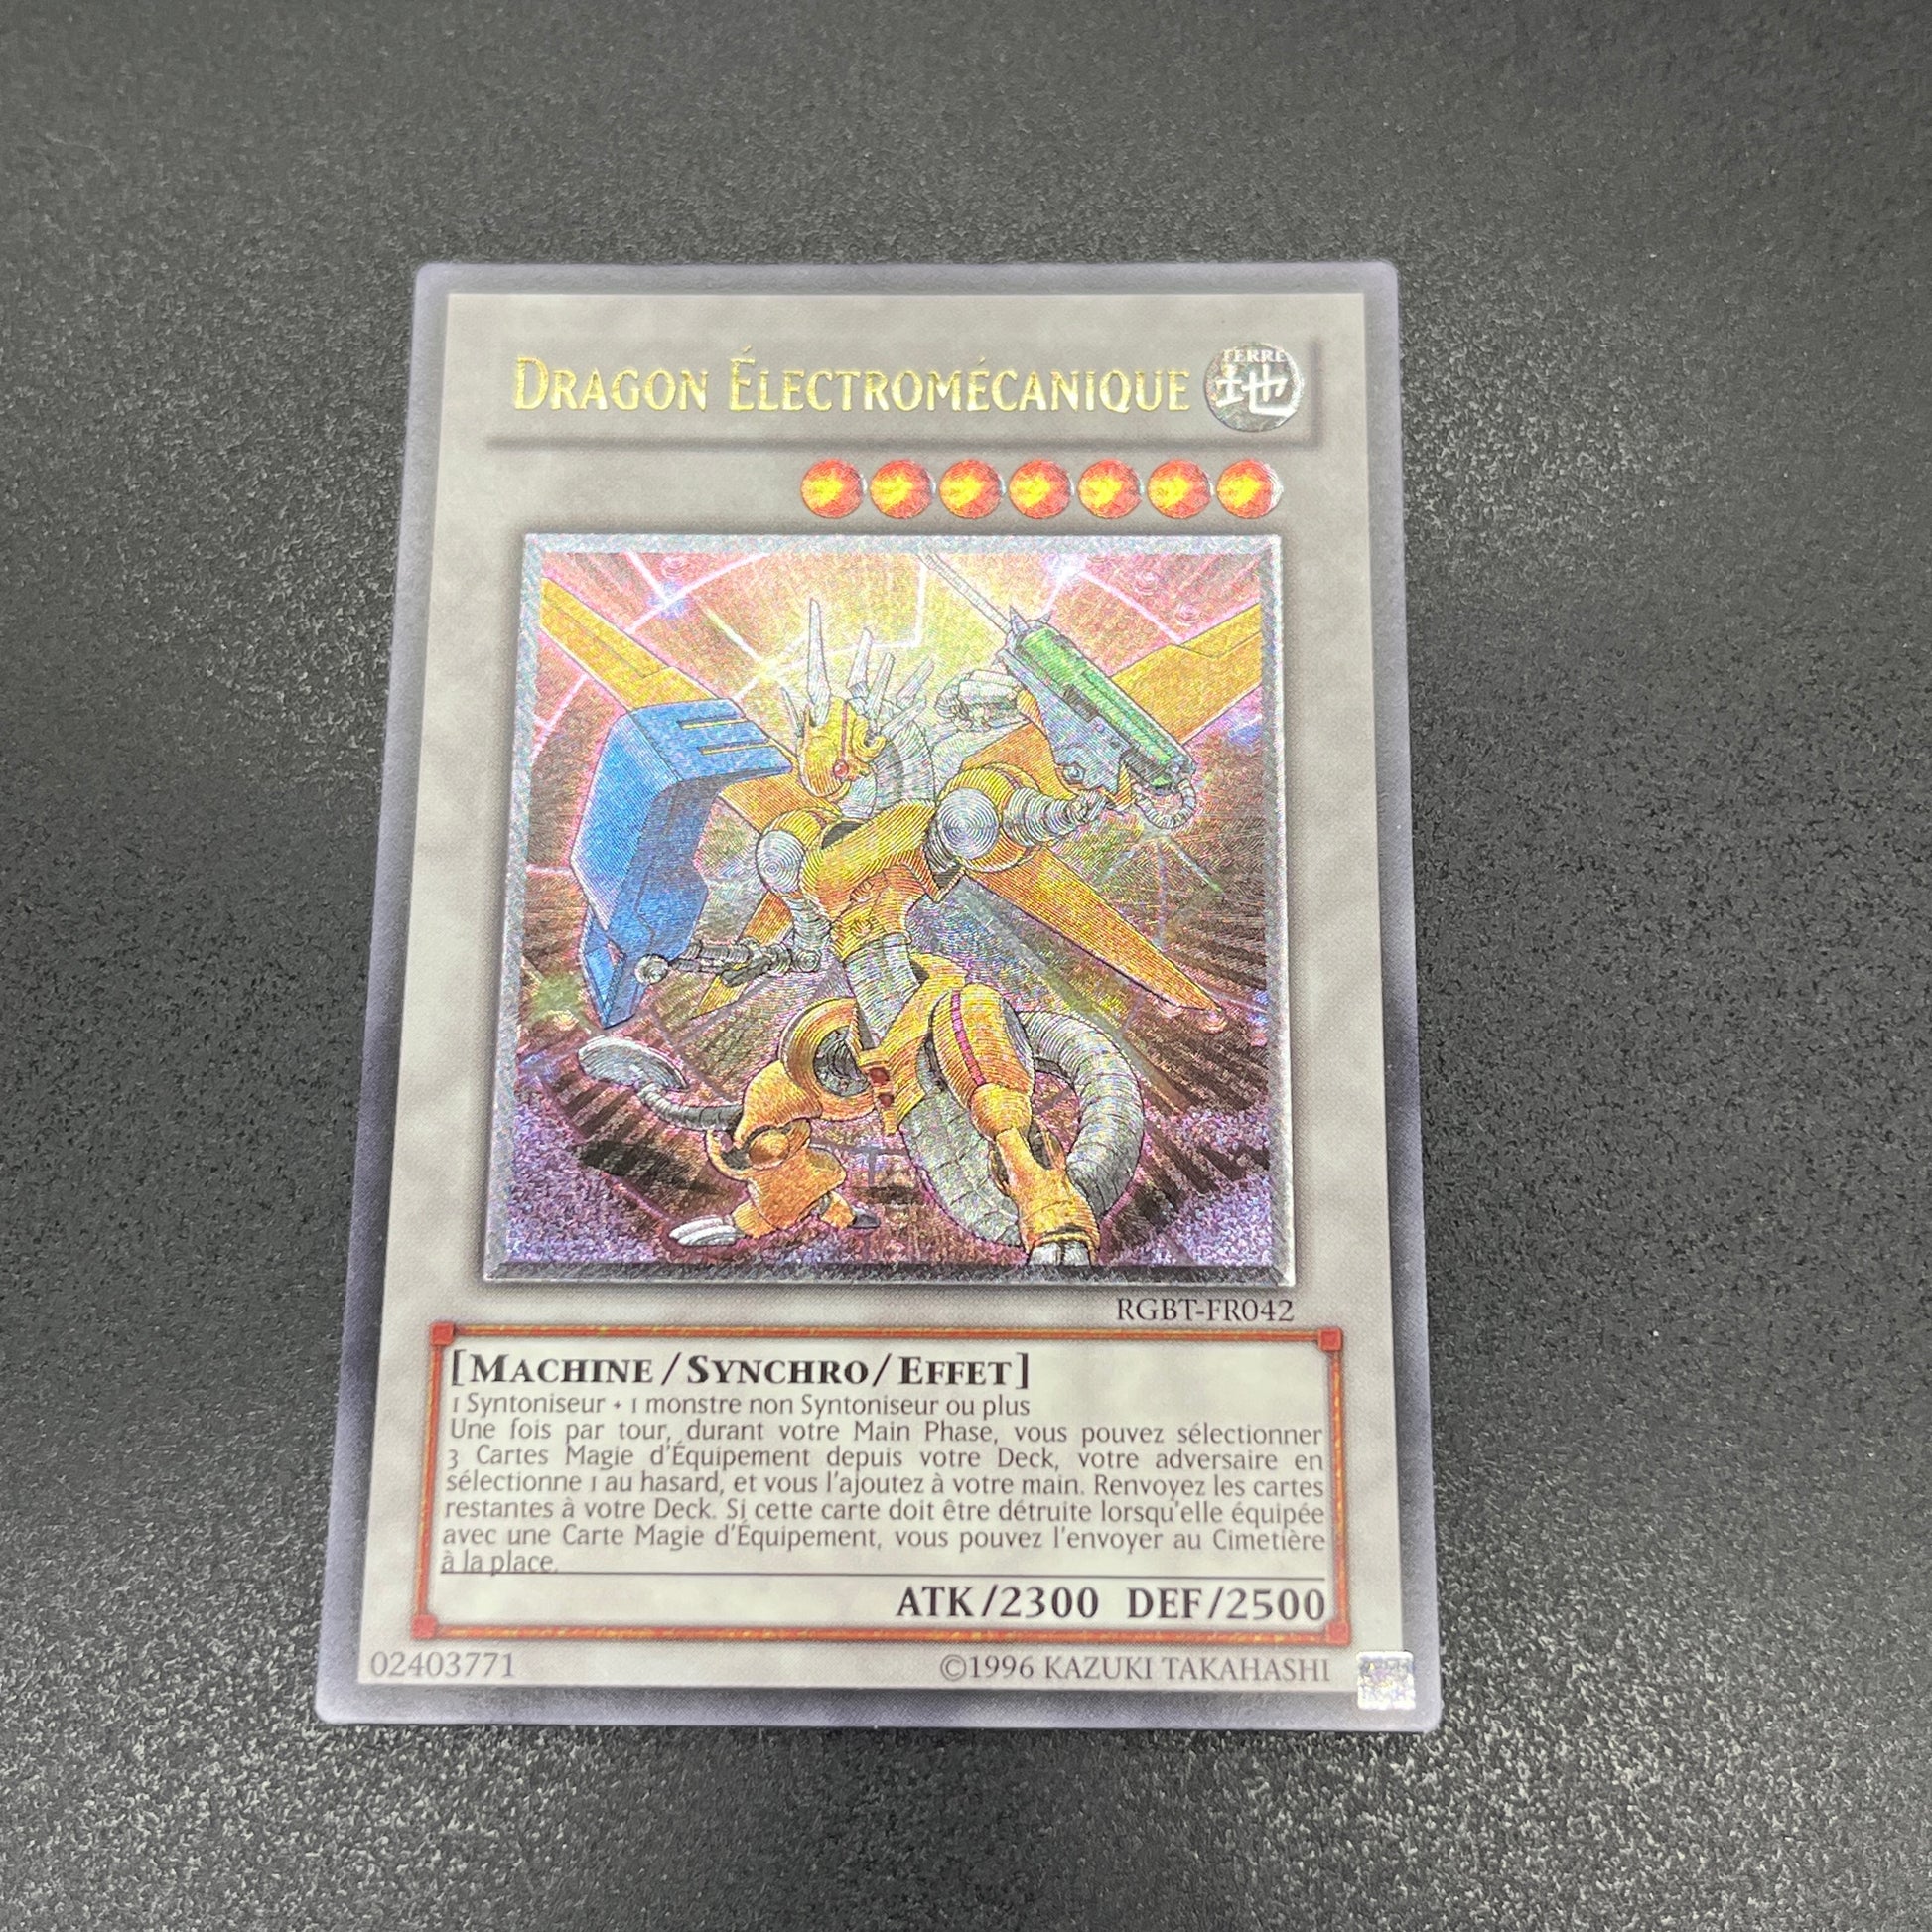 DRAGON ÉLECTROMÉCANIQUE
TERRE
地
RGBT-FR042
[MACHINE/SYNCHRO/EFFET]
1 Syntoniseur + 1 monstre non Syntoniseur ou plus
Une fois par tour, durant votre Main Phase, vous pouvez sélectionner
3 Cartes Magie d'Équipement depuis votre Deck, votre adversaire en
sélectionne 1 au hasard, et vous l'ajoutez à votre main. Renvoyez les cartes
restantes à votre Deck. Si cette carte doit être détruite lorsqu'elle équipée
avec une Carte Magie d'Équipement, vous pouvez l'envoyer au Cimetière
à la place.
ATK/2300 DEF/2500
02403771
©1996 KAZUKI TAKAHASHI